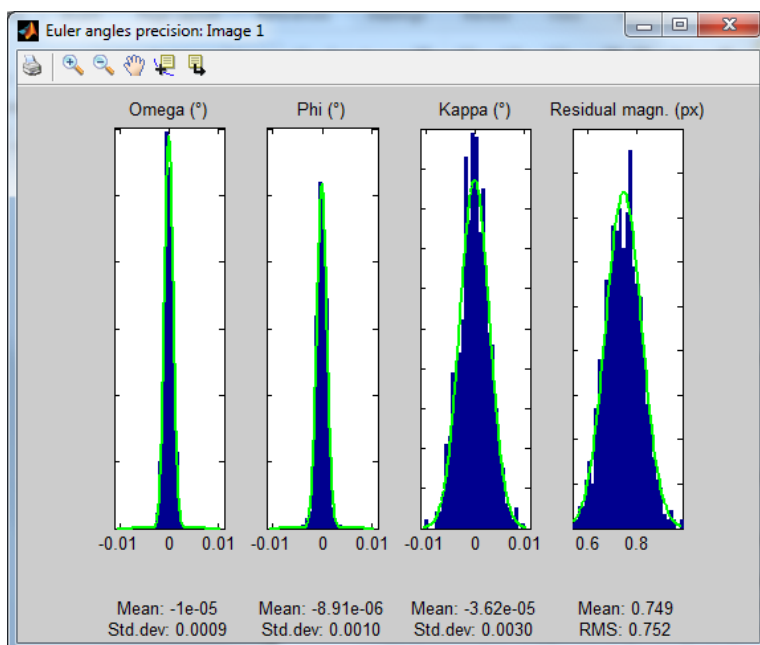 Euler angles precision: Image 1
Omega (°) Phi (°) Kappa (°) Residual magn. (px)
-0.01 0 0.01 -0.01 0 0.01 -0.01 0 0.01 0.6 0.8
Mean: -1e-05 Mean: -8.91e-06 Mean: -3.62e-05 Mean: 0.749
Std.dev: 0.0009 Std.dev: 0.0010 Std.dev: 0.0030 RMS: 0.752